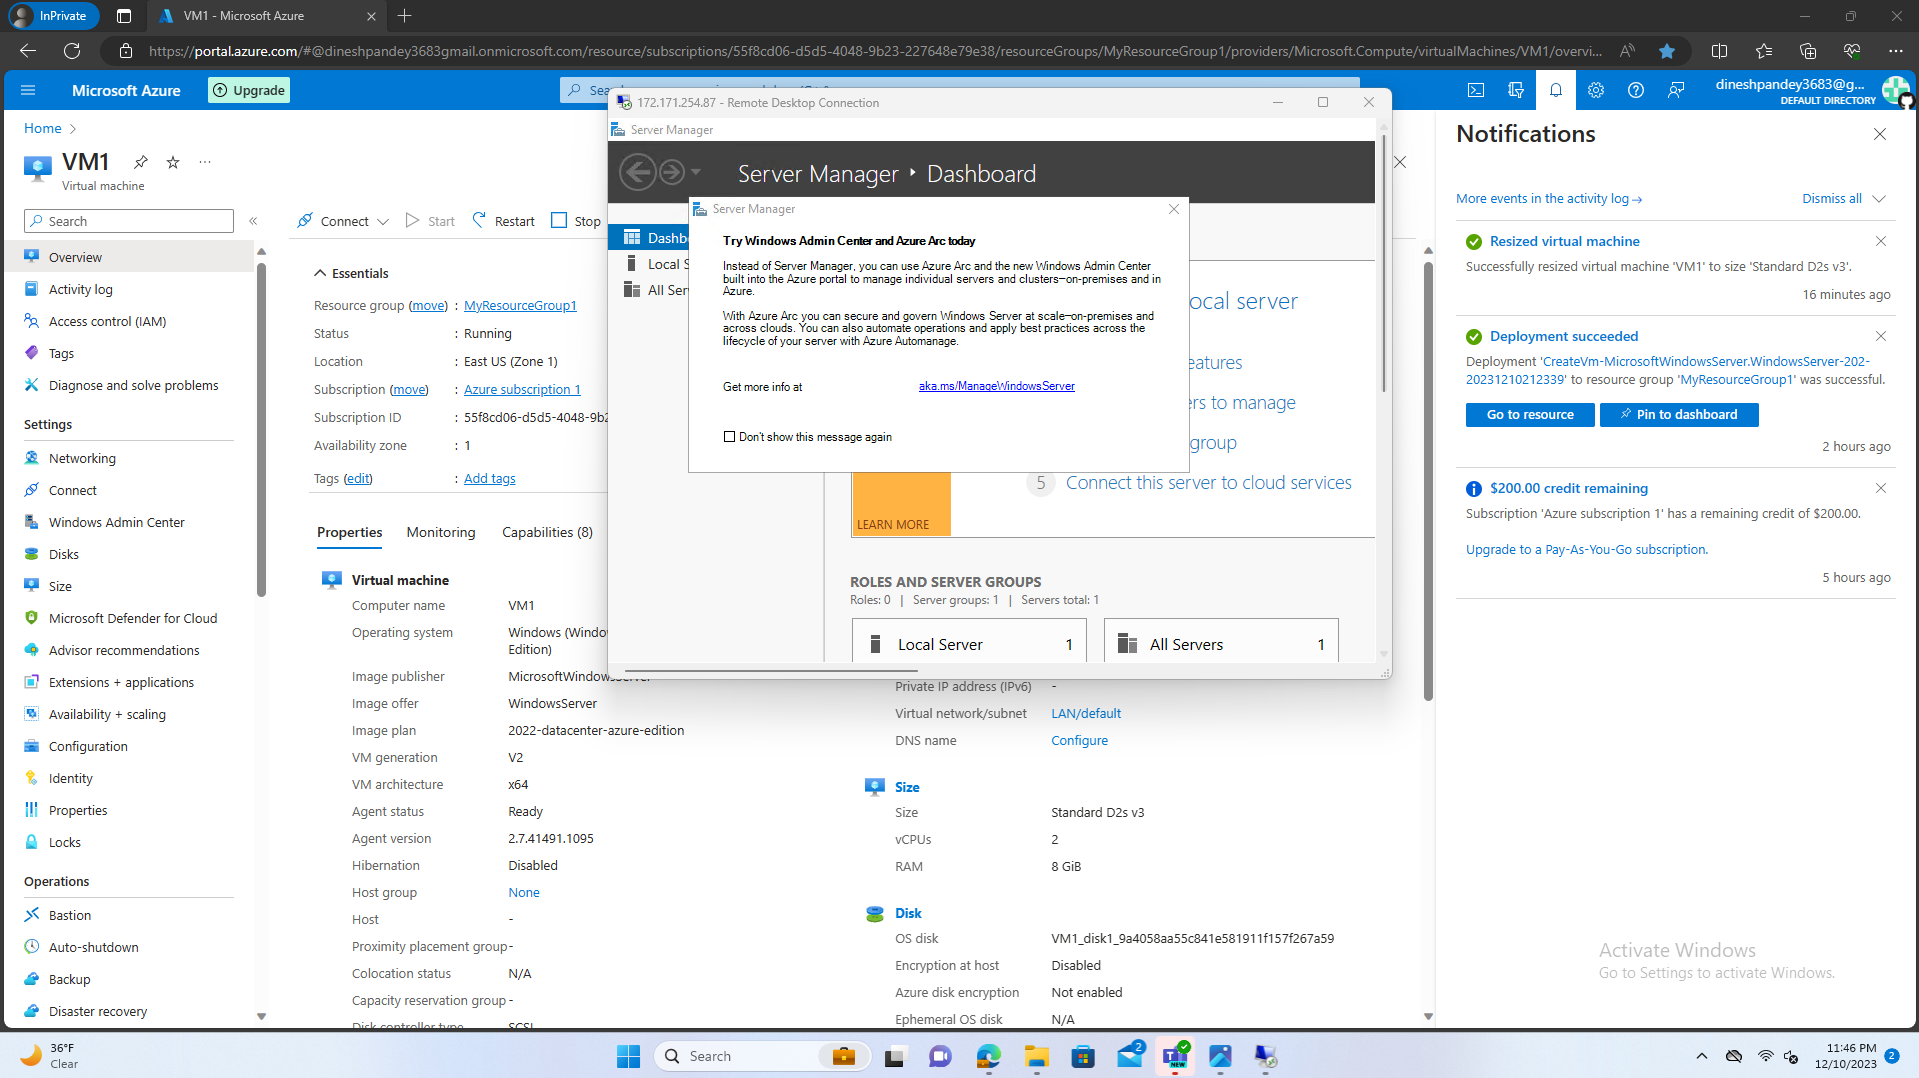 InPrivate
VM1 - Microsoft Azure
https://portal.azure.com/#@dineshpandey3683gmail.onmicrosoft.com/resource/subscriptions/55f8cd06-d5d5-4048-9b23-227648e79e38/resourceGroups/MyResourceGroup1/providers/Microsoft.Compute/virtualMachines/VM1/overvi...
Microsoft Azure
Upgrade
dineshpandey3683@g...
DEFAULT DIRECTORY
Home
VM1
Virtual machine
Search
Overview
Activity log
Access control (IAM)
Tags
Diagnose and solve problems
Settings
Networking
Connect
Windows Admin Center
Disks
Size
Microsoft Defender for Cloud
Advisor recommendations
Extensions + applications
Availability + scaling
Configuration
Identity
Properties
Locks
Operations
Bastion
Auto-shutdown
Backup
Disaster recovery
Connect Start Restart Stop
Essentials
Resource group (move) : MyResourceGroup1
Status : Running
Location : East US (Zone 1)
Subscription (move) : Azure subscription 1
Subscription ID : 55f8cd06-d5d5-4048-9b2
Availability zone : 1
Tags (edit) : Add tags
Properties Monitoring Capabilities (8)
Virtual machine
Computer name VM1
Operating system Windows
Edition)
Image publisher
Image offer WindowsServer
Image plan 2022-datacenter-azure-edition
VM generation V2
VM architecture x64
Agent status Ready
Agent version 2.7.41491.1095
Hibernation Disabled
Host group None
Host -
Proximity placement group -
Colocation status N/A
Capacity reservation group -
172.171.254.87 - Remote Desktop Connection
Server Manager
Server Manager • Dashboard
Local Server
All Servers
Server Manager
Try Windows Admin Center and Azure Arc today
Instead of Server Manager, you can use Azure Arc and the new Windows Admin Center
built into the Azure portal to manage individual servers and clusters—on-premises and in
Azure.
With Azure Arc you can secure and govern Windows Server at scale—on-premises and
across clouds. You can also automate operations and apply best practices across the
lifecycle of your server with Azure Automanage.
Get more info at aka.ms/ManageWindowsServer
Don't show this message again
ocal server
eatures
rs to manage
group
5 Connect this server to cloud services
LEARN MORE
ROLES AND SERVER GROUPS
Roles: 0 | Server groups: 1 | Servers total: 1
Local Server 1
All Servers 1
Private IP address (IPv6) -
Virtual network/subnet LAN/default
DNS name Configure
Size
Size Standard D2s v3
vCPUs 2
RAM 8 GiB
Disk
OS disk VM1_disk1_9a4058aa55c841e581911f157f267a59
Encryption at host Disabled
Azure disk encryption Not enabled
Ephemeral OS disk N/A
Notifications
More events in the activity log → Dismiss all
Resized virtual machine
Successfully resized virtual machine 'VM1' to size 'Standard D2s v3'.
16 minutes ago
Deployment succeeded
Deployment 'CreateVm-MicrosoftWindowsServer.WindowsServer-202-
20231210212339' to resource group 'MyResourceGroup1' was successful.
Go to resource Pin to dashboard
2 hours ago
$200.00 credit remaining
Subscription 'Azure subscription 1' has a remaining credit of $200.00.
Upgrade to a Pay-As-You-Go subscription.
5 hours ago
Activate Windows
Go to Settings to activate Windows.
36°F
Clear
Search
2
NEW
11:46 PM
12/10/2023
2